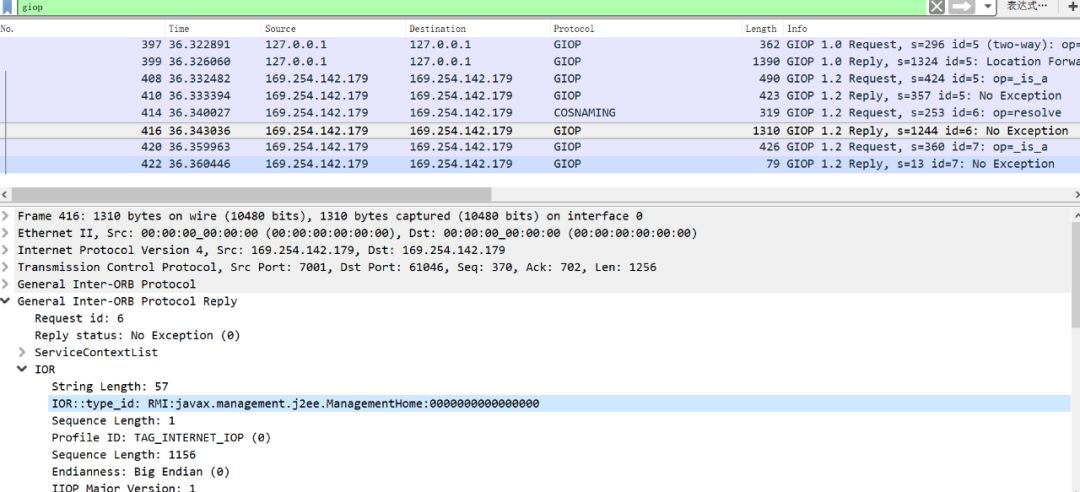 giop 表达式… +
No. Time Source Destination Protocol Length Info
397 36.322891 127.0.0.1 127.0.0.1 GIOP 362 GIOP 1.0 Request, s=296 id=5 (two-way): op=
399 36.326060 127.0.0.1 127.0.0.1 GIOP 1390 GIOP 1.0 Reply, s=1324 id=5: Location Forwa
408 36.332482 169.254.142.179 169.254.142.179 GIOP 490 GIOP 1.2 Request, s=424 id=5: op=_is_a
410 36.333394 169.254.142.179 169.254.142.179 GIOP 423 GIOP 1.2 Reply, s=357 id=5: No Exception
414 36.340027 169.254.142.179 169.254.142.179 COSNAMING 319 GIOP 1.2 Request, s=253 id=6: op=resolve
416 36.343036 169.254.142.179 169.254.142.179 GIOP 1310 GIOP 1.2 Reply, s=1244 id=6: No Exception
420 36.359963 169.254.142.179 169.254.142.179 GIOP 426 GIOP 1.2 Request, s=360 id=7: op=_is_a
422 36.360446 169.254.142.179 169.254.142.179 GIOP 79 GIOP 1.2 Reply, s=13 id=7: No Exception
Frame 416: 1310 bytes on wire (10480 bits), 1310 bytes captured (10480 bits) on interface 0
Ethernet II, Src: 00:00:00_00:00:00 (00:00:00:00:00:00), Dst: 00:00:00_00:00:00 (00:00:00:00:00:00)
Internet Protocol Version 4, Src: 169.254.142.179, Dst: 169.254.142.179
Transmission Control Protocol, Src Port: 7001, Dst Port: 61046, Seq: 370, Ack: 702, Len: 1256
General Inter-ORB Protocol
General Inter-ORB Protocol Reply
Request id: 6
Reply status: No Exception (0)
ServiceContextList
IOR
String Length: 57
IOR::type_id: RMI:javax.management.j2ee.ManagementHome:0000000000000000
Sequence Length: 1
Profile ID: TAG_INTERNET_IOP (0)
Sequence Length: 1156
Endianness: Big Endian (0)
IIOP Major Version: 1